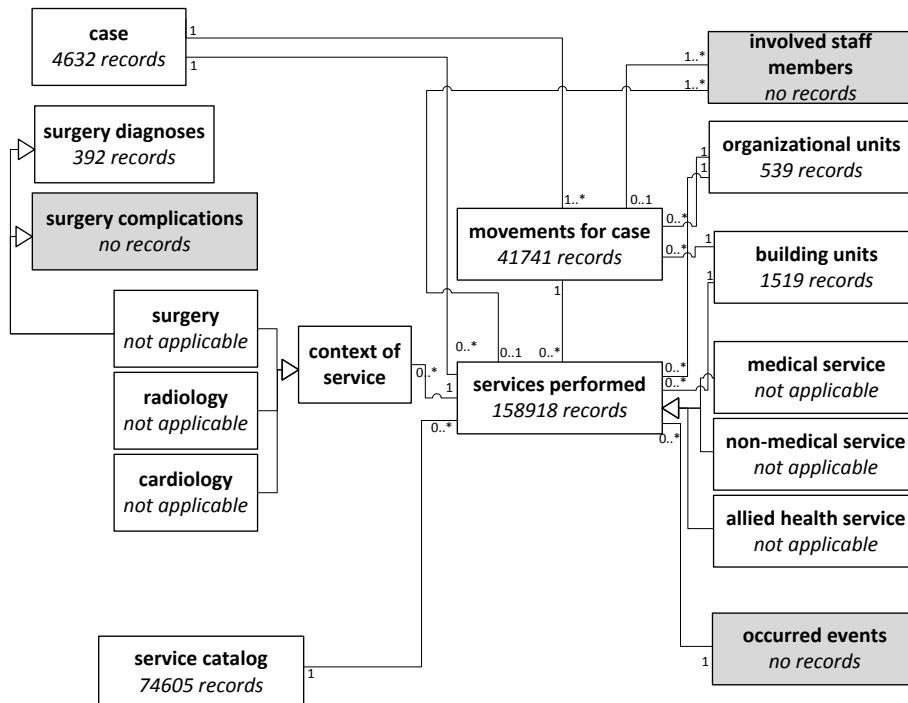 case
4632 records
1
1
involved staff
members
no records
1..*
1..*
surgery diagnoses
392 records
organizational units
539 records
1
1
surgery complications
no records
1..*
0..1
movements for case
41741 records
0..*
0..*
1
building units
1519 records
1
1
surgery
not applicable
context of
service
radiology
not applicable
cardiology
not applicable
0..*
0..1
0..*
0..*
1
services performed
158918 records
0..*
0..*
0..*
0..*
medical service
not applicable
non-medical service
not applicable
allied health service
not applicable
service catalog
74605 records
1
occurred events
no records
1